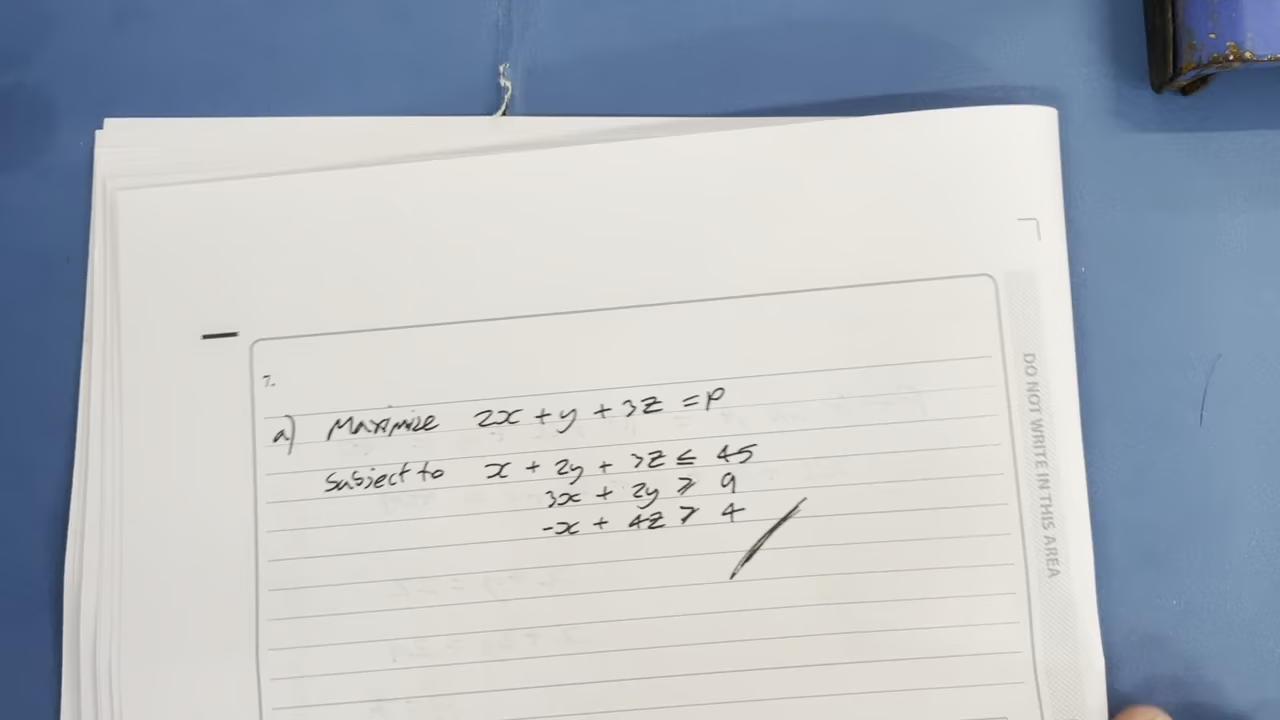 7.
a) Maximise 2x + y + 3z = P
Subject to x + 2y + 3z ≤ 45
3x + 2y ⩾ 9
-x + 4z ⩾ 4
DO NOT WRITE IN THIS AREA